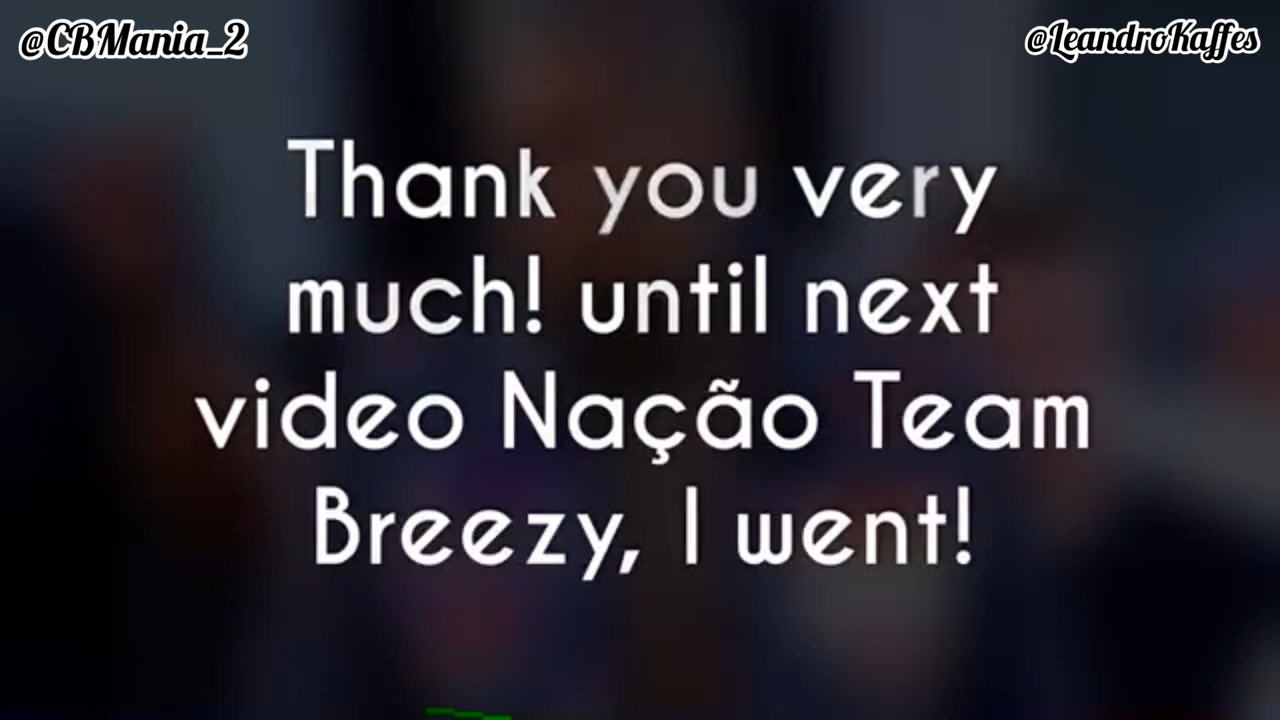 @CBMania_2
@LeandroKaffes
Thank you very
much! until next
video Nação Team
Breezy, I went!